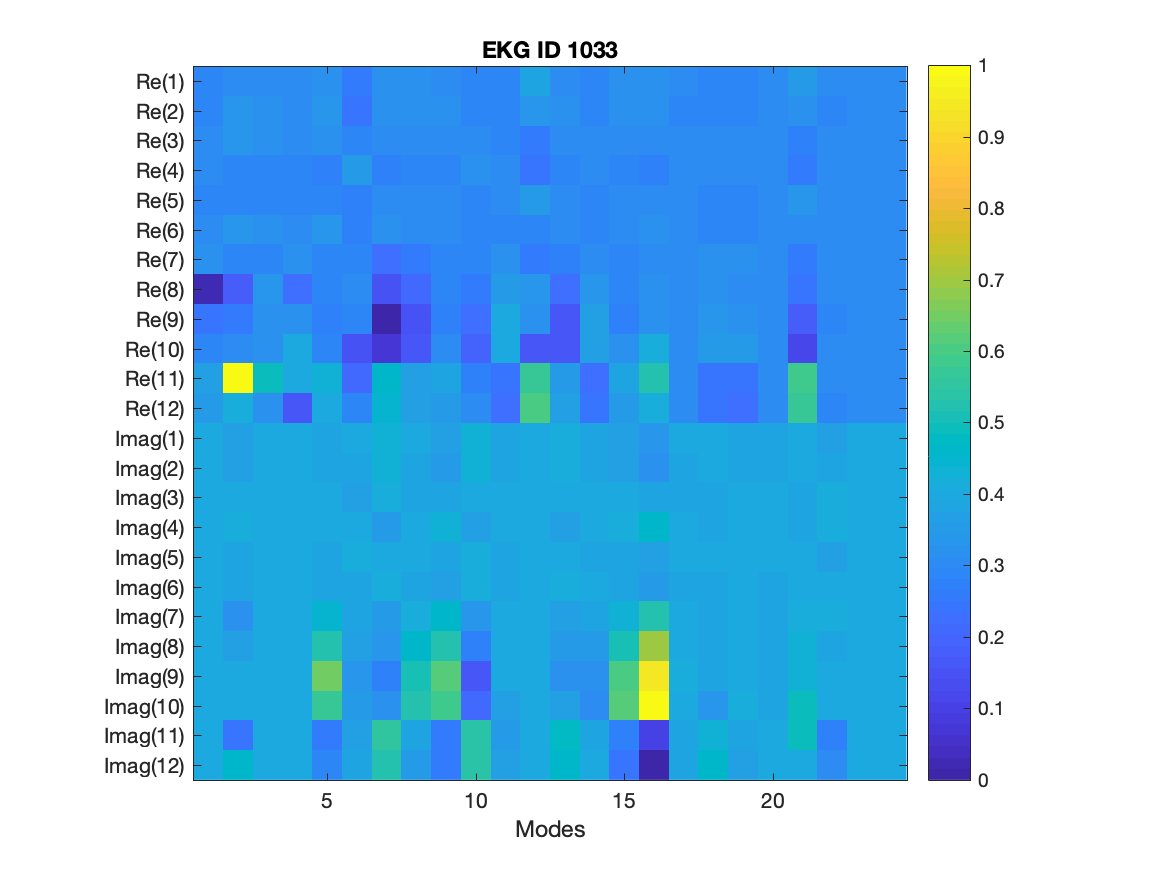 EKG ID 1033
Re(1)
Re(2)
Re(3)
Re(4)
Re(5)
Re(6)
Re(7)
Re(8)
Re(9)
Re(10)
Re(11)
Re(12)
Imag(1)
Imag(2)
Imag(3)
Imag(4)
Imag(5)
Imag(6)
Imag(7)
Imag(8)
Imag(9)
Imag(10)
Imag(11)
Imag(12)
5 10 15 20
Modes
1
0.9
0.8
0.7
0.6
0.5
0.4
0.3
0.2
0.1
0